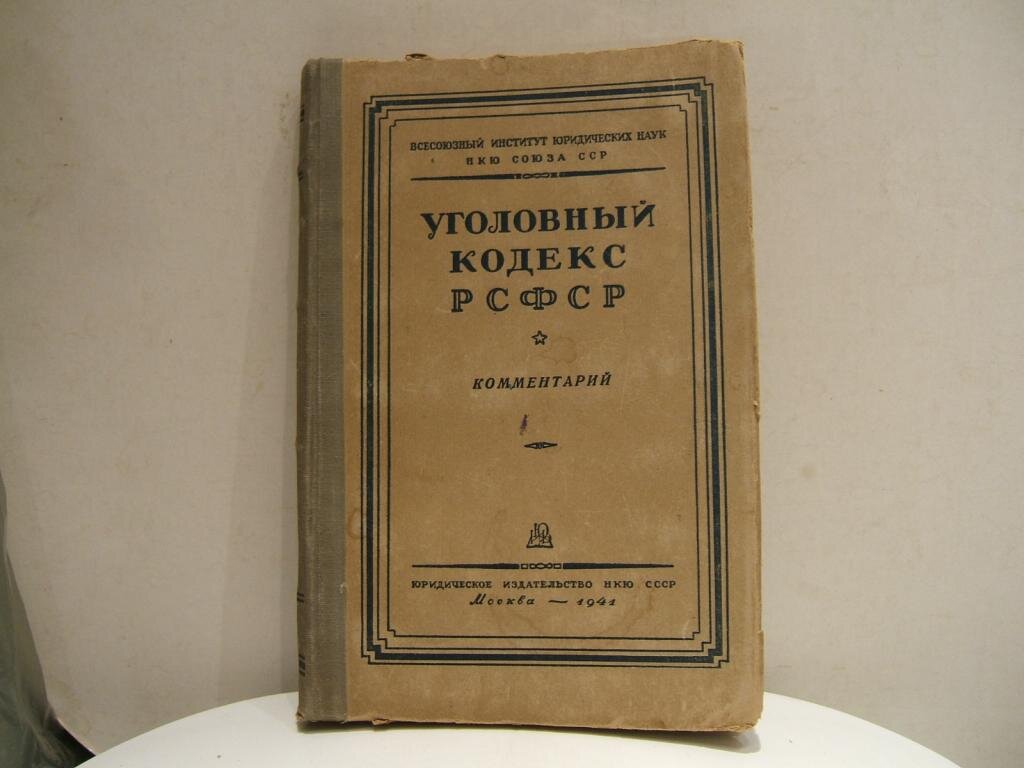 ВСЕСОЮЗНЫЙ ИНСТИТУТ ЮРИДИЧЕСКИХ НАУК
НКЮ СОЮЗА ССР
УГОЛОВНЫЙ
КОДЕКС
РСФСР
КОММЕНТАРИЙ
ЮРИДИЧЕСКОЕ ИЗДАТЕЛЬСТВО НКЮ СССР
Москва — 1941